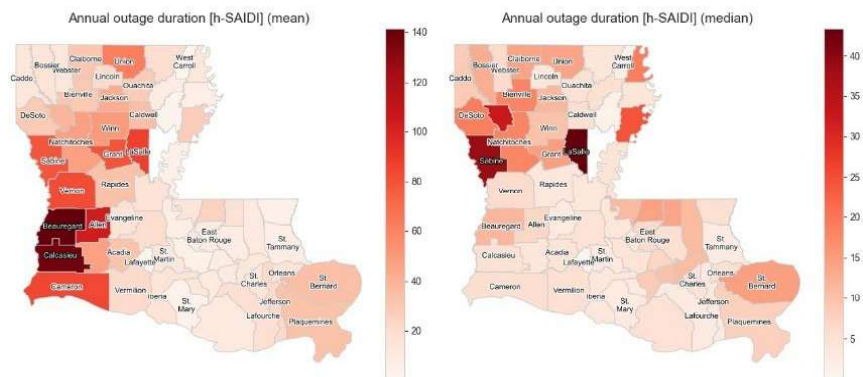 Annual outage duration [h-SAIDI] (mean)
Union
Claiborne
West
Carroll
Bossier
Webster
Lincoln
Caddo
Ouachita
Bienville
Jackson
DeSoto
Caldwell
Winn
Natchitoches
LaSalle
Grant
Sabine
Rapides
Vernon
Evangeline
Beauregard
Allen
East
Baton Rouge
St.
Tammany
Calcasieu
Acadia
St.
Martin
Lafayette
Orleans
St.
Charles
St.
Bernard
Cameron
Vermilion
Iberia
St.
Mary
Jefferson
Lafourche
Plaquemines
140
120
100
80
60
40
20
Annual outage duration [h-SAIDI] (median)
Claiborne
Union
West
Carroll
Bossier
Webster
Lincoln
Caddo
Ouachita
Bienville
Jackson
DeSoto
Caldwell
Winn
Natchitoches
LaSalle
Grant
Sabine
Rapides
Vernon
Evangeline
Beauregard
Allen
East
Baton Rouge
St.
Tammany
Calcasieu
Acadia
St.
Martin
Lafayette
Orleans
St.
Charles
St.
Bernard
Cameron
Vermilion
Iberia
St.
Mary
Jefferson
Lafourche
Plaquemines
40
35
30
25
20
15
10
5